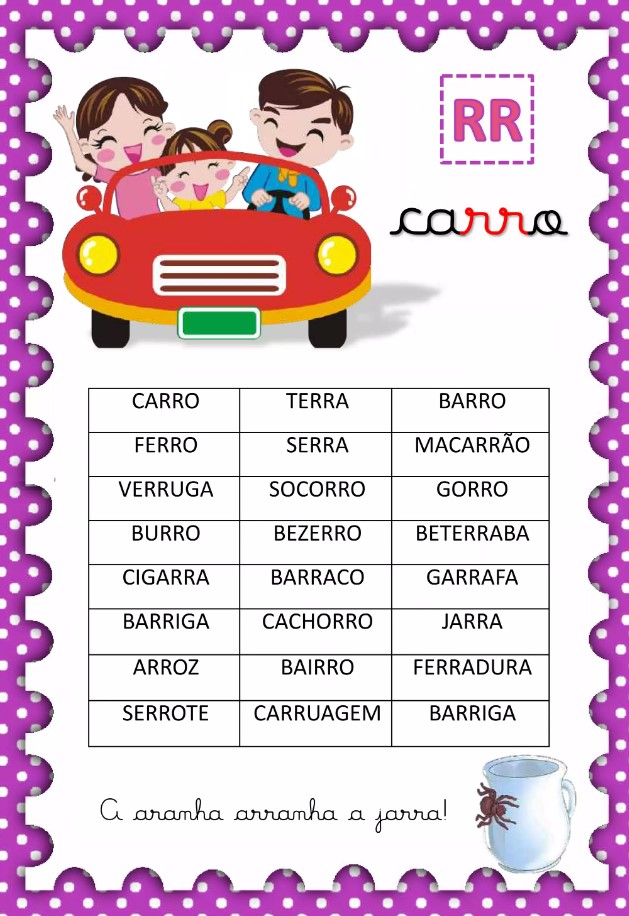 RR
carro
CARRO TERRA BARRO
FERRO SERRA MACARRÃO
VERRUGA SOCORRO GORRO
BURRO BEZERRO BETERRABA
CIGARRA BARRACO GARRAFA
BARRIGA CACHORRO JARRA
ARROZ BAIRRO FERRADURA
SERROTE CARRUAGEM BARRIGA
A aranha arranha a jarra!